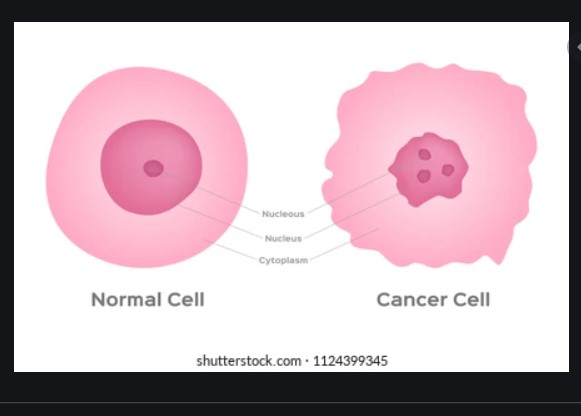 Nucleous
Nucleus
Cytoplasm
Normal Cell
Cancer Cell
shutterstock.com · 1124399345